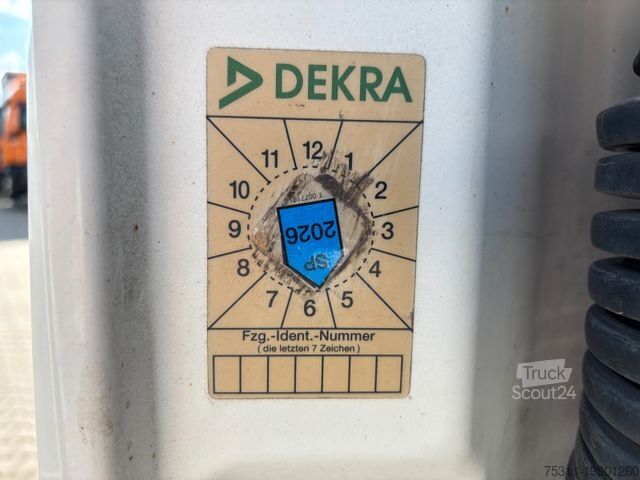 DEKRA
12
1
2
3
4
5
6
7
8
9
10
11
2026
SP
Fzg.-Ident.-Nummer
( die letzten 7 Zeichen )
Truck
Scout24